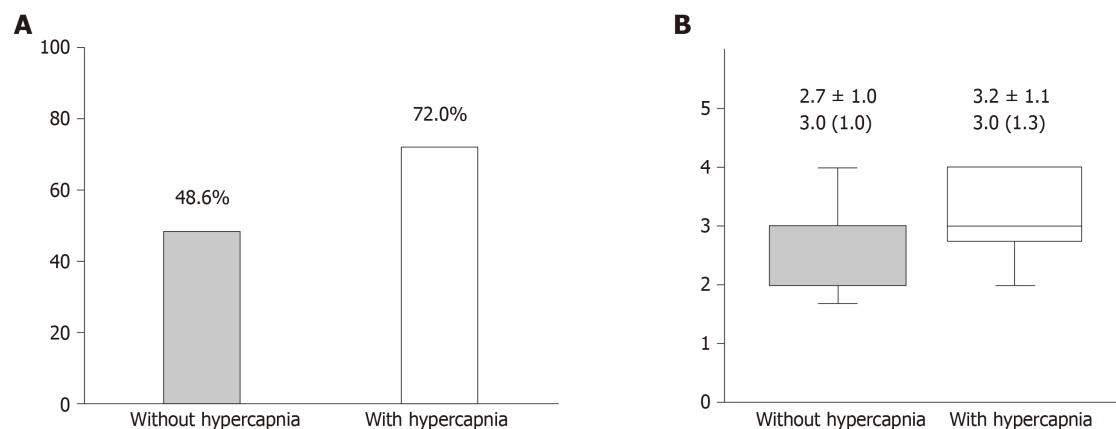 A
100
80
60
40
20
0
48.6%
72.0%
Without hypercapnia
With hypercapnia
B
5
4
3
2
1
0
2.7 ± 1.0
3.0 (1.0)
3.2 ± 1.1
3.0 (1.3)
Without hypercapnia
With hypercapnia